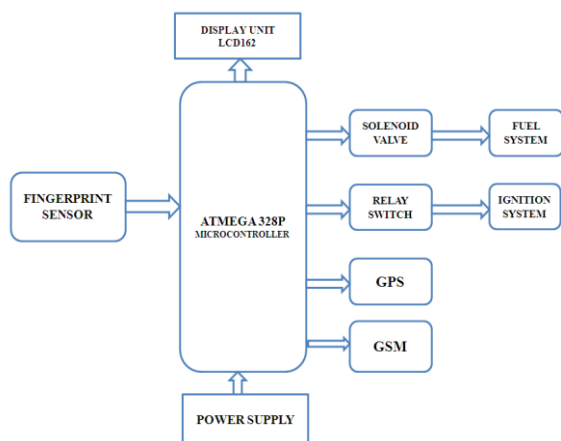 DISPLAY UNIT
LCD162
SOLENOID
VALVE
FUEL
SYSTEM
FINGERPRINT
SENSOR
ATMEGA 328P
MICROCONTROLLER
RELAY
SWITCH
IGNITION
SYSTEM
GPS
GSM
POWER SUPPLY